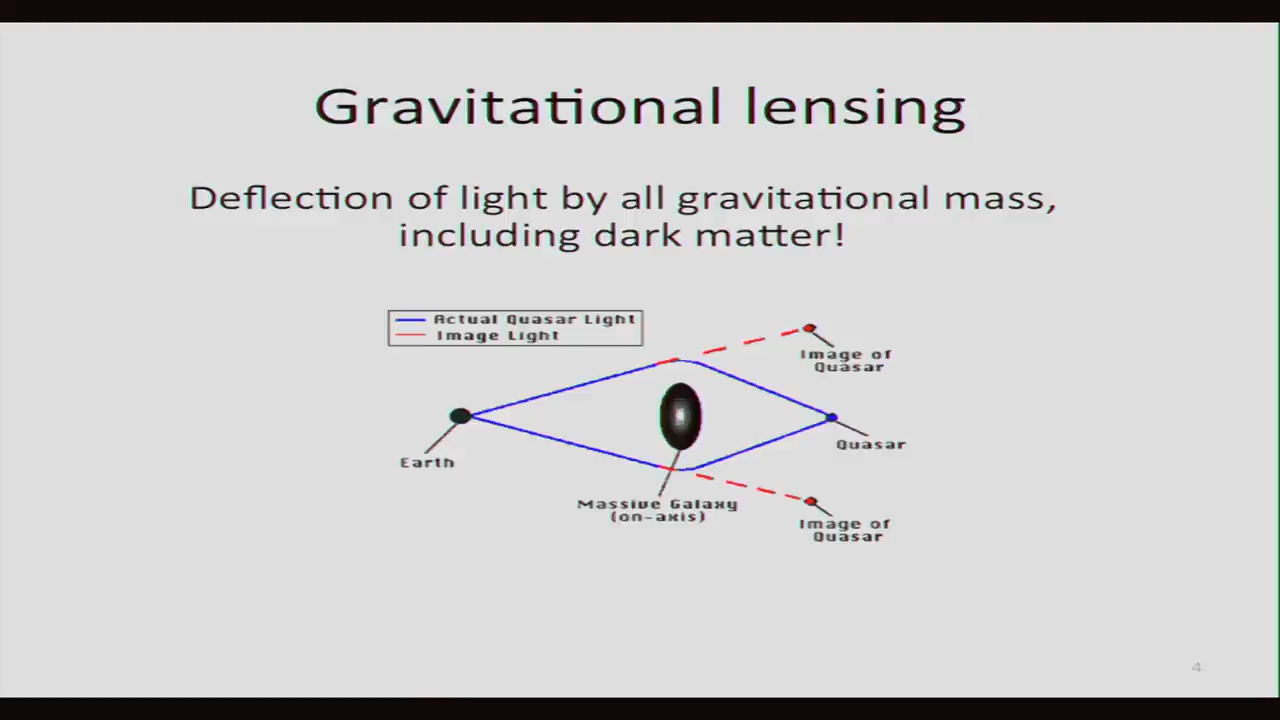 Gravitational lensing
Deflection of light by all gravitational mass,
including dark matter!
Actual Quasar Light
Image Light
Image of
Quasar
Quasar
Earth
Massive Galaxy
(on-axis)
Image of
Quasar
4